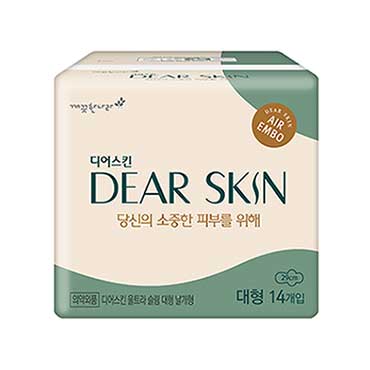 깨끗한나라
DEAR SKIN
AIR
EMBO
디어스킨
DEAR SKIN
당신의 소중한 피부를 위해
29cm
의약외품 디어스킨 울트라 슬림 대형 날개형
대형 14개입